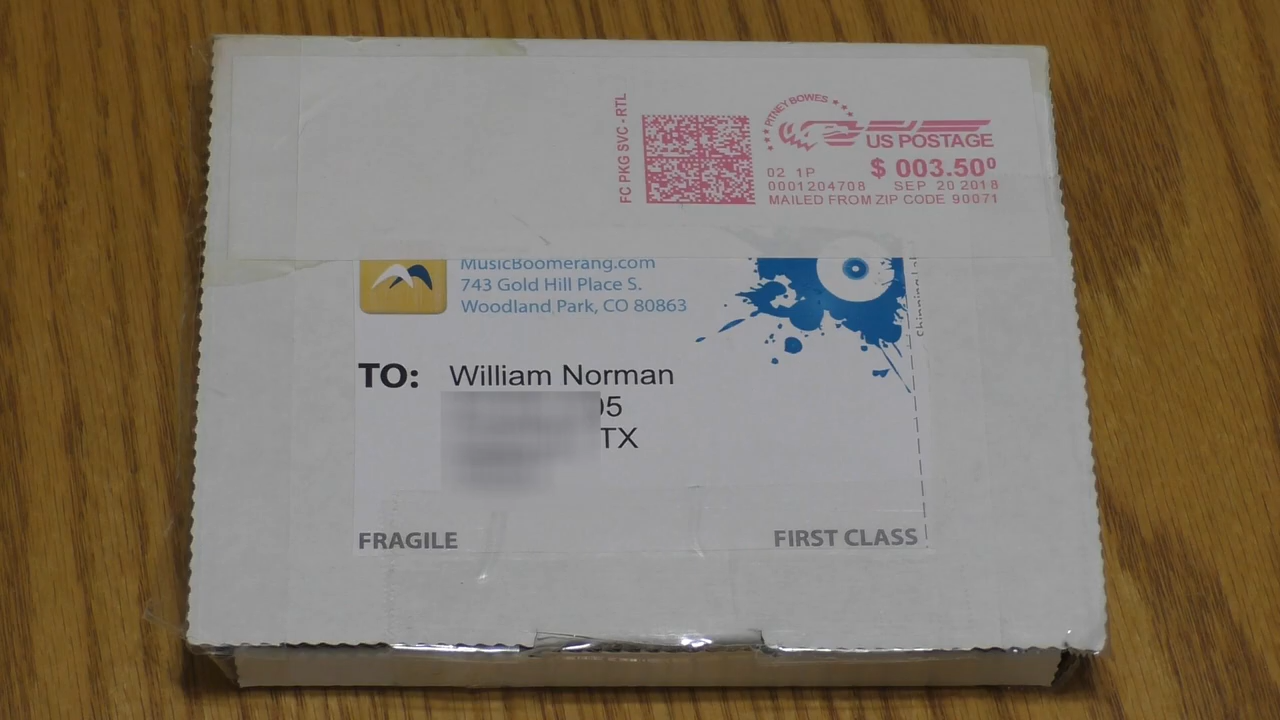 FC PKG SVC - RTL
PITNEY BOWES
US POSTAGE
02 1P $ 003.50⁰
0001204708 SEP 20 2018
MAILED FROM ZIP CODE 90071
MusicBoomerang.com
743 Gold Hill Place S.
Woodland Park, CO 80863
TO: William Norman
05
TX
FRAGILE FIRST CLASS
Shipping